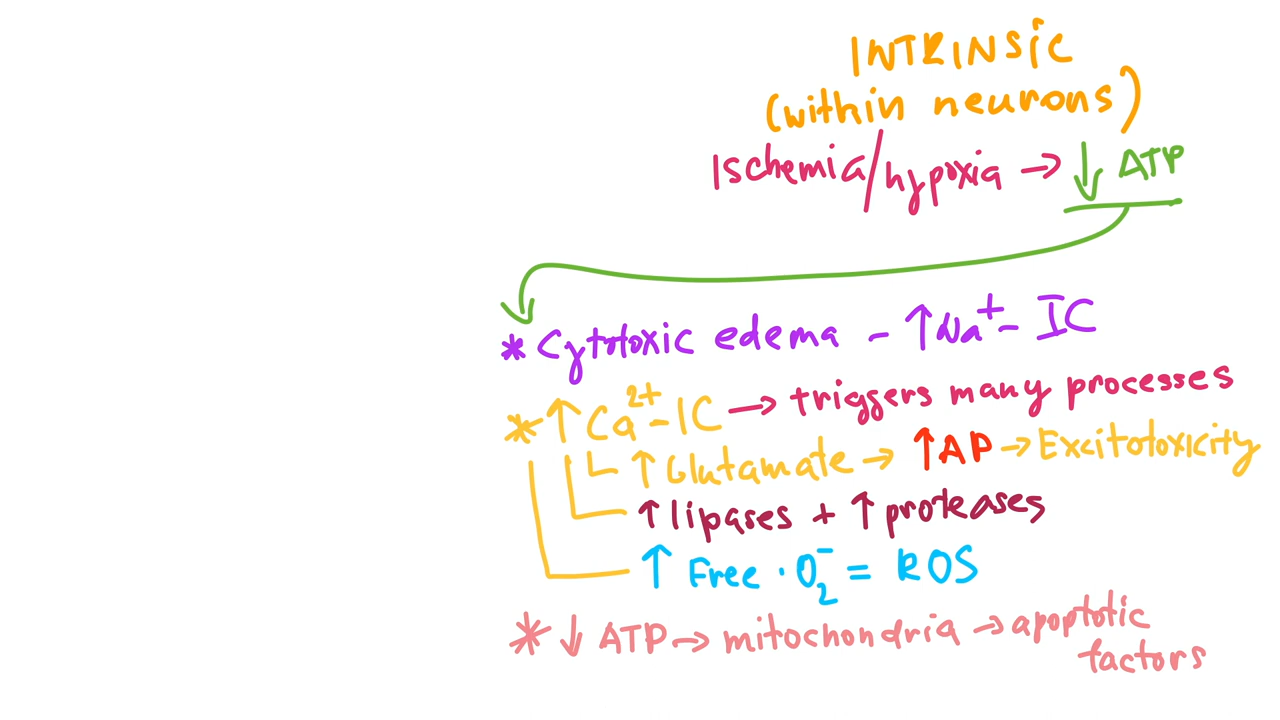 INTRINSIC
(within neurons)
Ischemia/hypoxia → ↓ ATP
* Cytotoxic edema - ↑Na⁺- IC
* ↑ Ca²⁺-IC → triggers many processes
↑ Glutamate → ↑AP → Excitotoxicity
↑ lipases + ↑ proteases
↑ Free · O₂⁻ = ROS
* ↓ ATP → mitochondria → apoptotic
factors